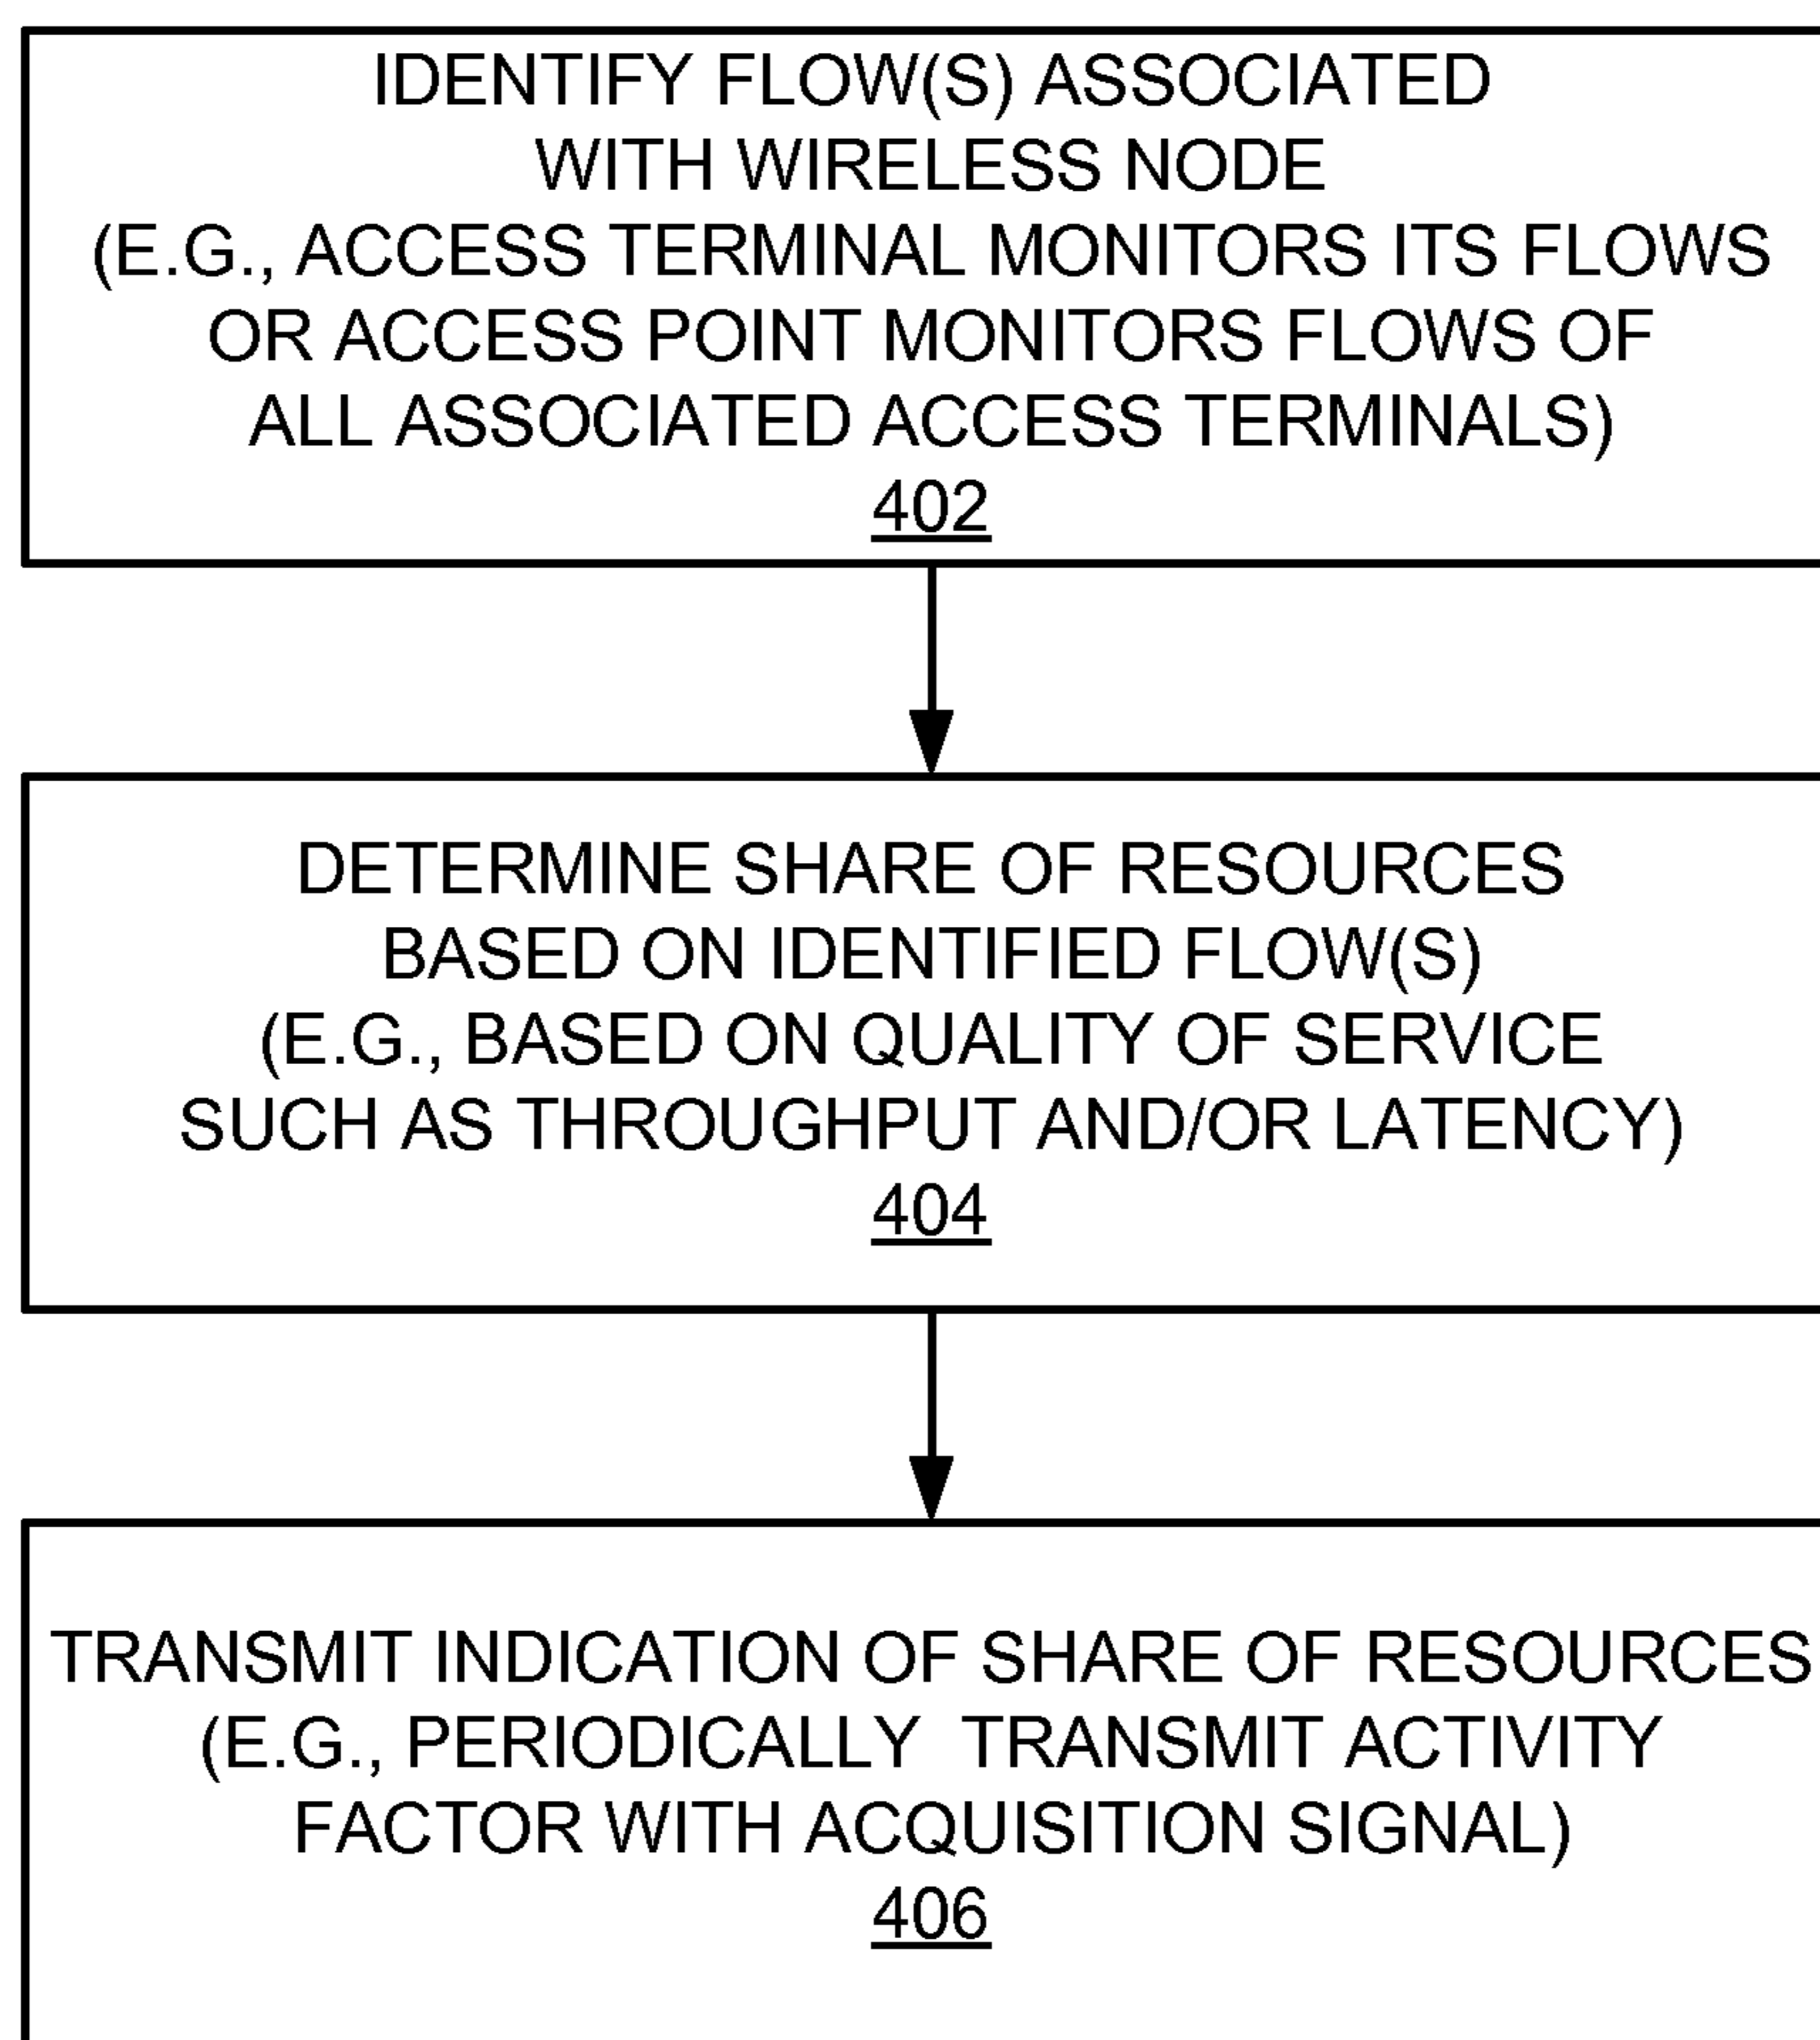 IDENTIFY FLOW(S) ASSOCIATED
WITH WIRELESS NODE
(E.G., ACCESS TERMINAL MONITORS ITS FLOWS
OR ACCESS POINT MONITORS FLOWS OF
ALL ASSOCIATED ACCESS TERMINALS)
402
DETERMINE SHARE OF RESOURCES
BASED ON IDENTIFIED FLOW(S)
(E.G., BASED ON QUALITY OF SERVICE
SUCH AS THROUGHPUT AND/OR LATENCY)
404
TRANSMIT INDICATION OF SHARE OF RESOURCES
(E.G., PERIODICALLY TRANSMIT ACTIVITY
FACTOR WITH ACQUISITION SIGNAL)
406